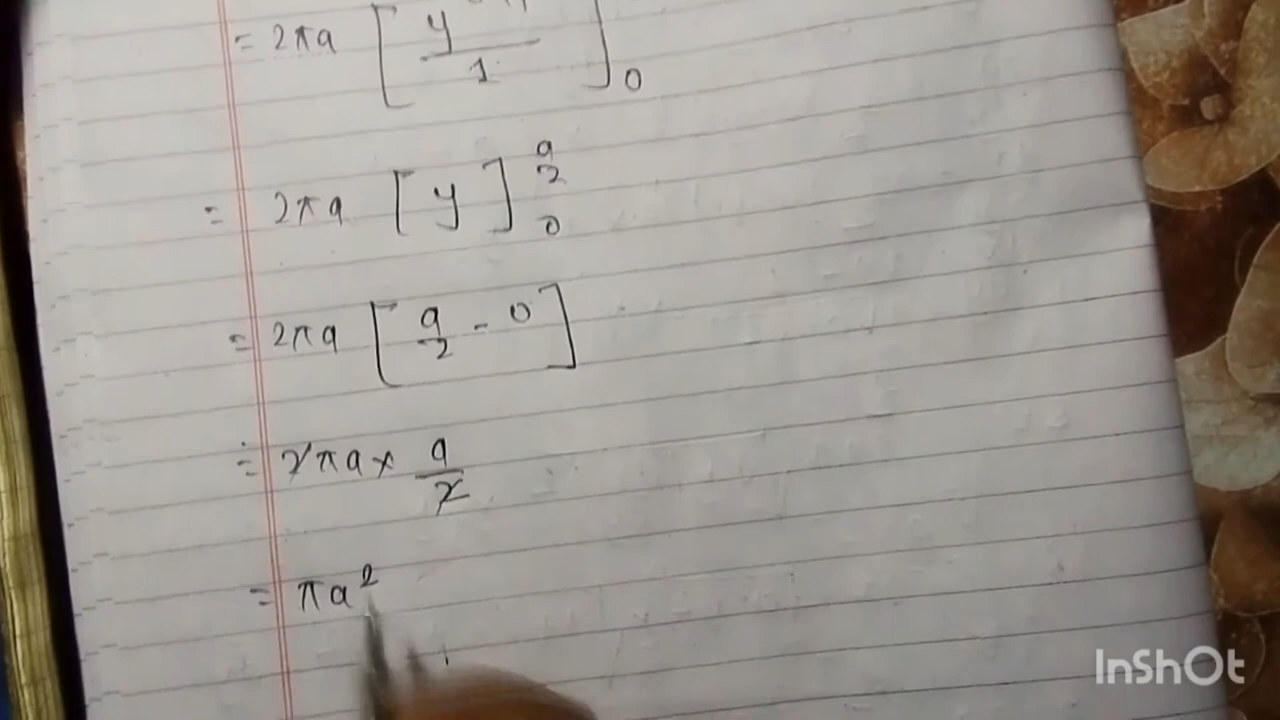 = 2πa [ y / 1 ] 0
= 2πa [ y ] a/2 0
= 2πa [ a/2 - 0 ]
= 2πa × a/2
= πa²
InShOt